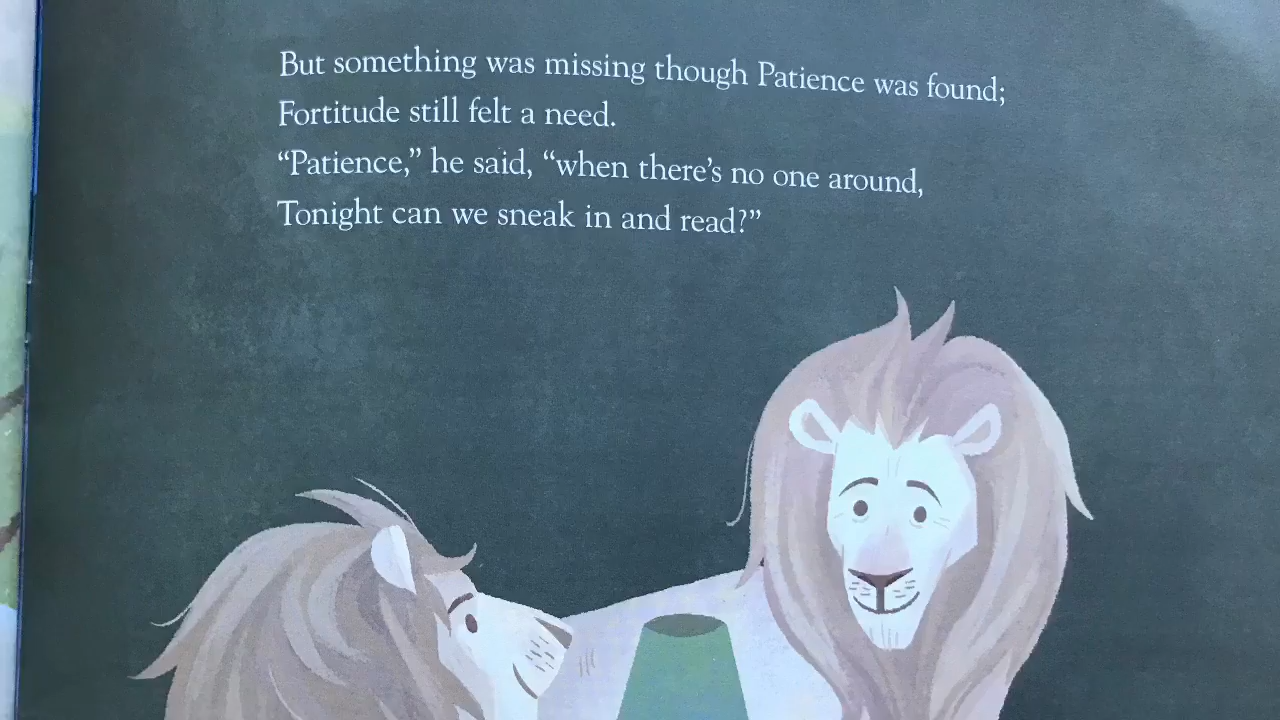 But something was missing though Patience was found;
Fortitude still felt a need.
“Patience,” he said, “when there’s no one around,
Tonight can we sneak in and read?”